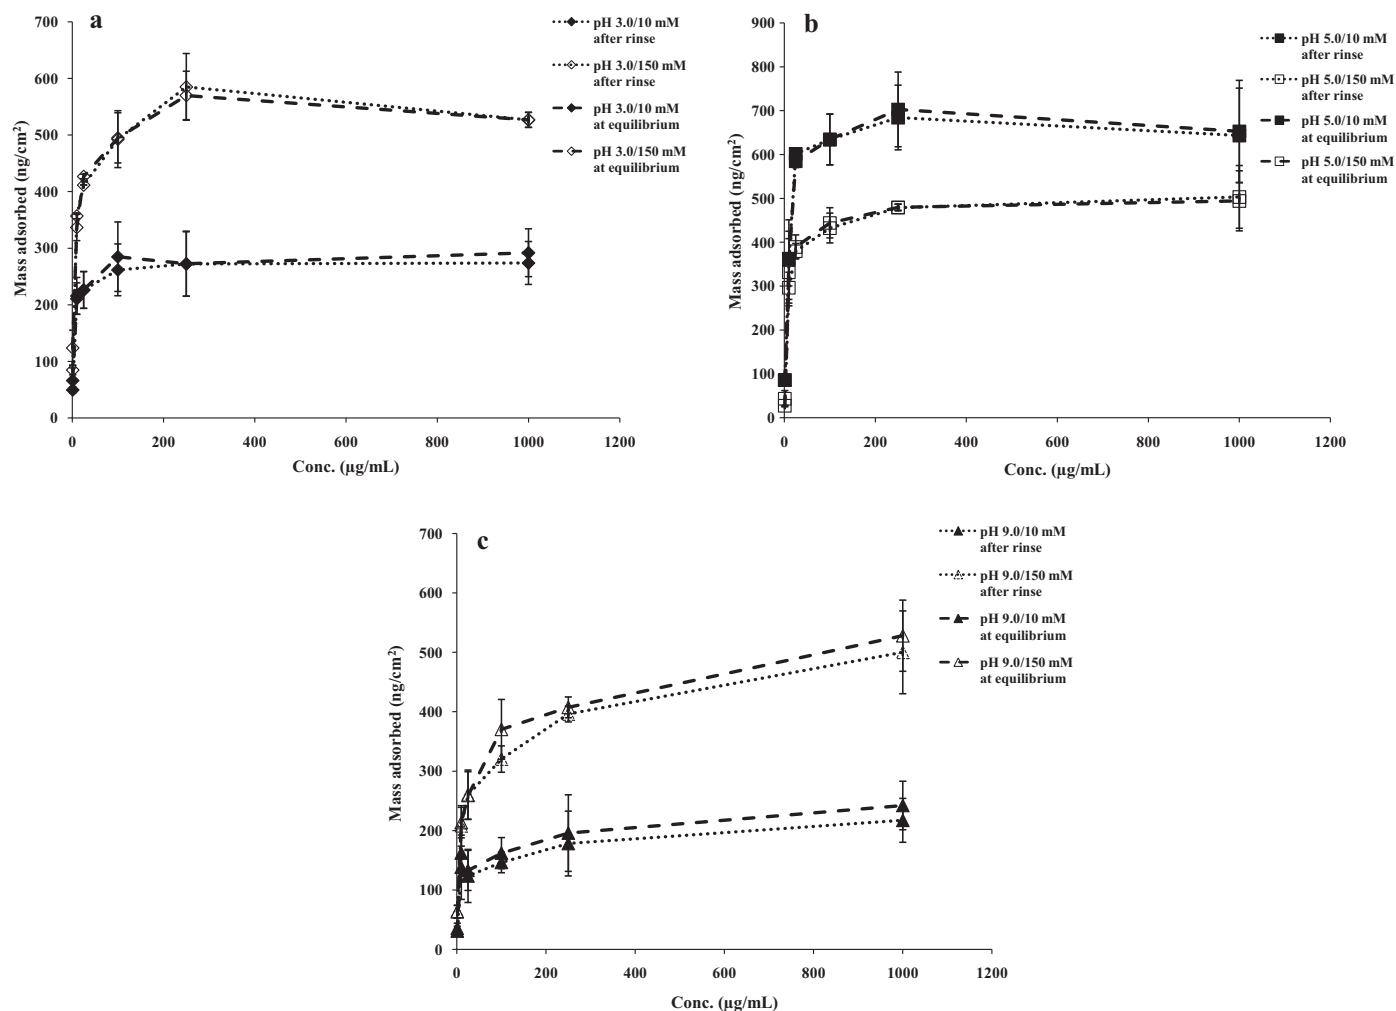 a
700
600
500
400
300
200
100
0
0 200 400 600 800 1000 1200
Mass adsorbed (ng/cm²)
Conc. (µg/mL)
pH 3.0/10 mM
after rinse
pH 3.0/150 mM
after rinse
pH 3.0/10 mM
at equilibrium
pH 3.0/150 mM
at equilibrium
b
900
800
700
600
500
400
300
200
100
0
0 200 400 600 800 1000 1200
Mass adsorbed (ng/cm²)
Conc. (µg/mL)
pH 5.0/10 mM
after rinse
pH 5.0/150 mM
after rinse
pH 5.0/10 mM
at equilibrium
pH 5.0/150 mM
at equilibrium
c
700
600
500
400
300
200
100
0
0 200 400 600 800 1000 1200
Mass adsorbed (ng/cm²)
Conc. (µg/mL)
pH 9.0/10 mM
after rinse
pH 9.0/150 mM
after rinse
pH 9.0/10 mM
at equilibrium
pH 9.0/150 mM
at equilibrium